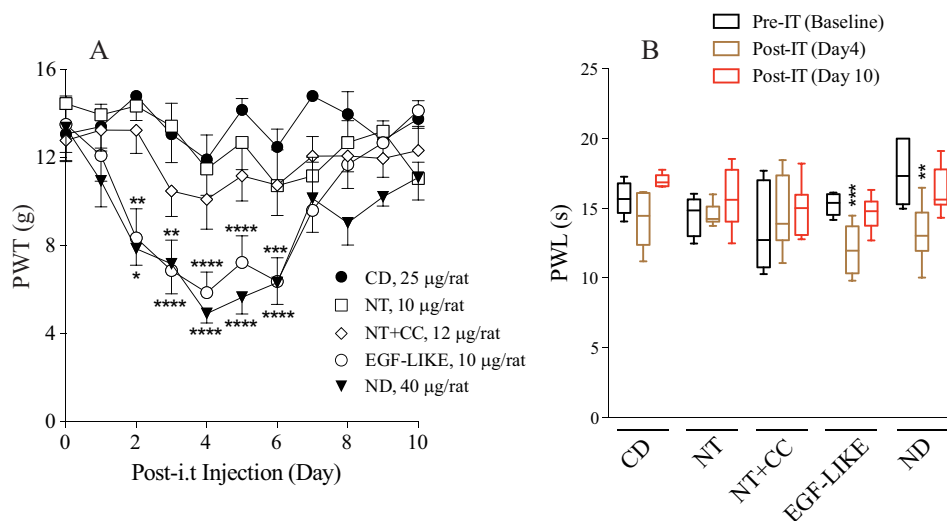 A
16
12
8
4
0
PWT (g)
**
*
**
****
****
****
****
****
***
****
CD, 25 µg/rat
NT, 10 µg/rat
NT+CC, 12 µg/rat
EGF-LIKE, 10 µg/rat
ND, 40 µg/rat
0 2 4 6 8 10
Post-i.t Injection (Day)
B
Pre-IT (Baseline)
Post-IT (Day4)
Post-IT (Day 10)
25
20
15
10
5
0
PWL (s)
***
**
CD
NT
NT+CC
EGF-LIKE
ND